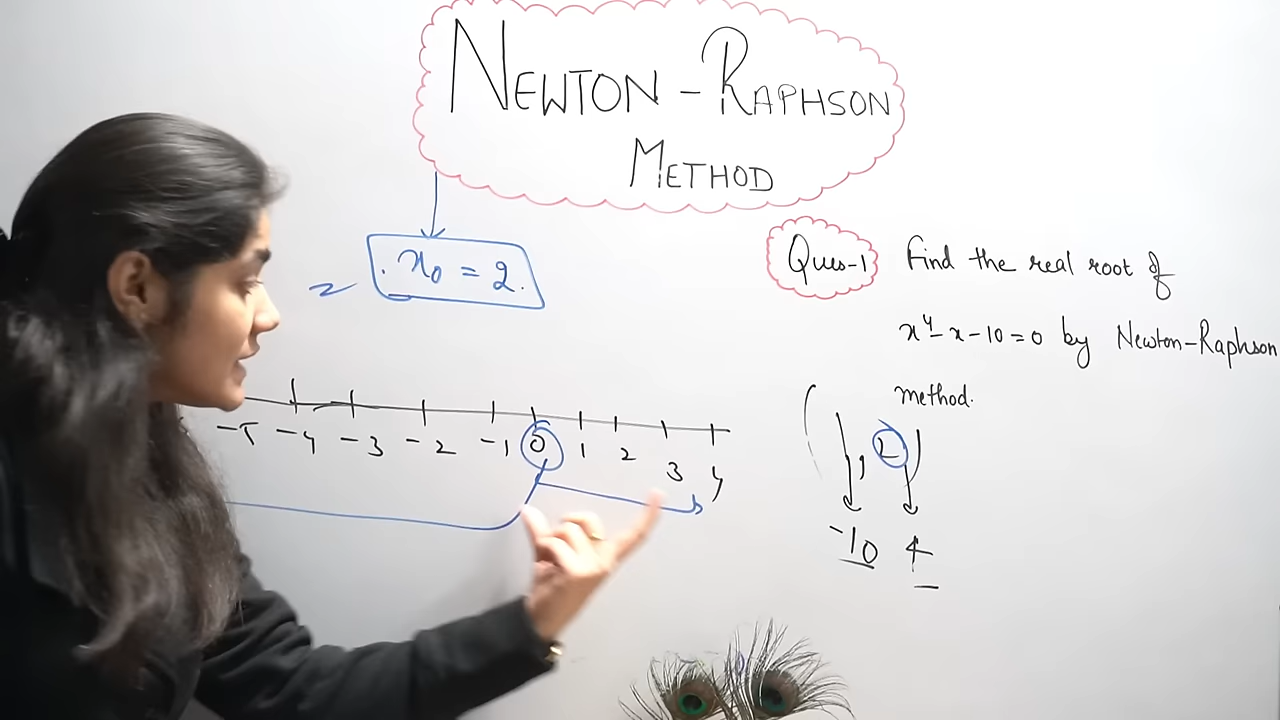 NEWTON - RAPHSON
METHOD
x₀ = 2.
Ques-1 Find the real root of
x⁴ - x - 10 = 0 by Newton-Raphson
method.
-5 -4 -3 -2 -1 0 1 2 3 4
( 1, 2 )
-10 4